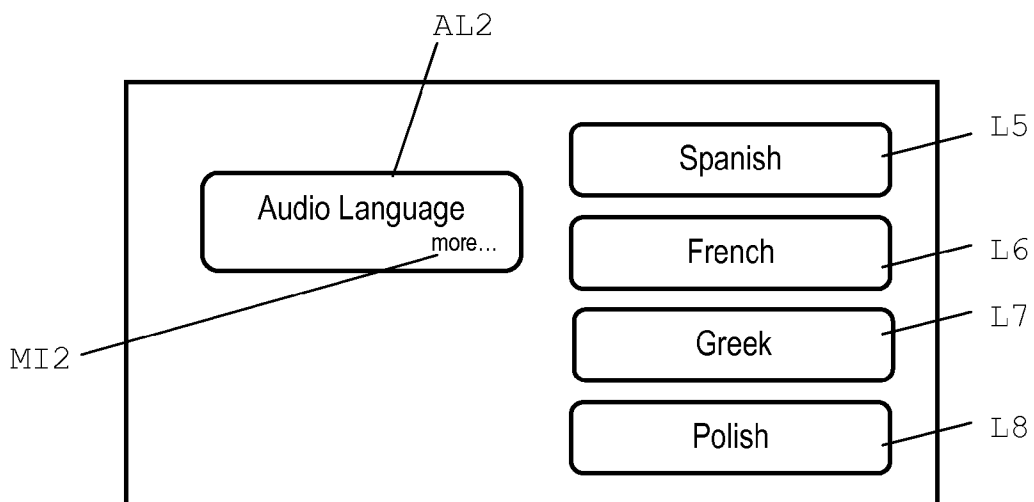 AL2
Spanish
L5
Audio Language
more...
French
L6
Greek
L7
MI2
Polish
L8